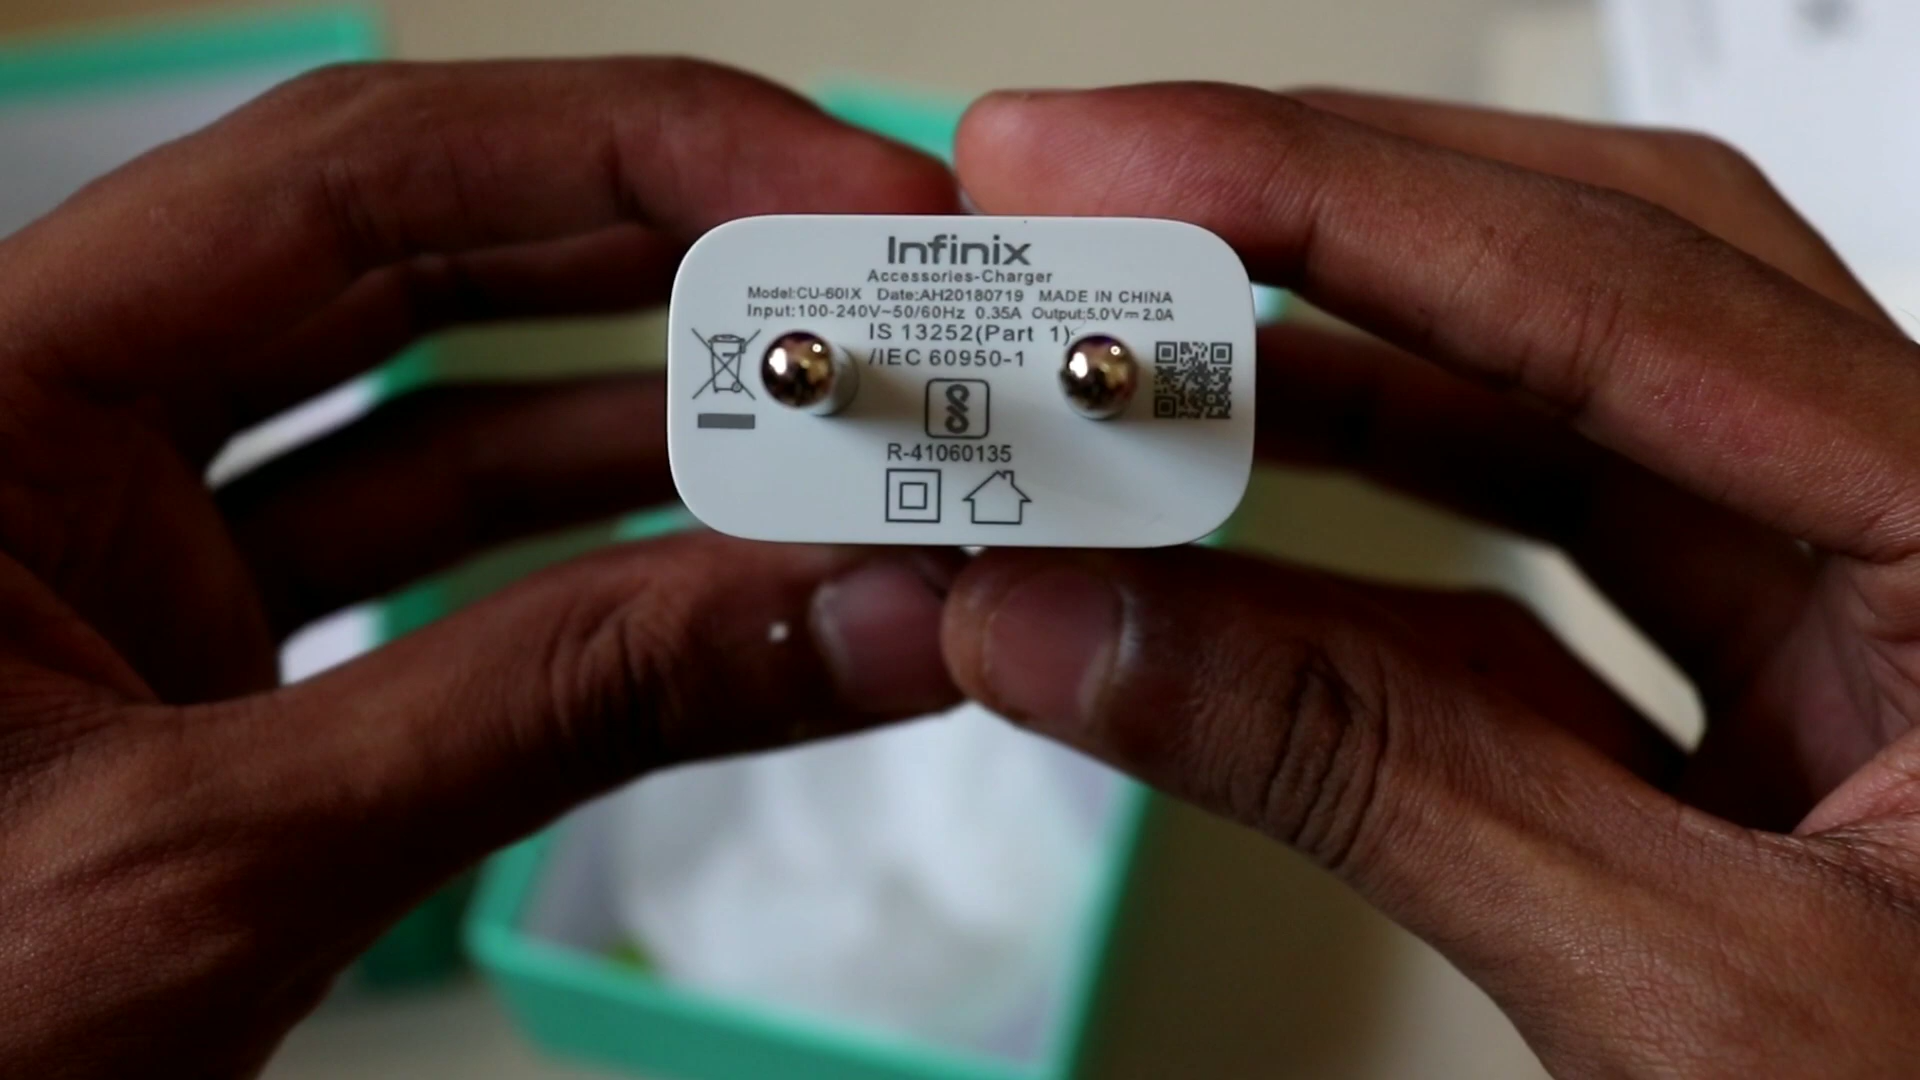 Infinix
Accessories-Charger
Model:CU-60IX Date:AH20180719 MADE IN CHINA
Input:100-240V~50/60Hz 0.35A Output:5.0V⎓2.0A
IS 13252(Part 1)
/IEC 60950-1
R-41060135